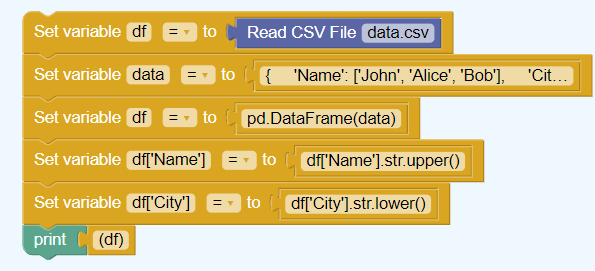 Set variable df = to Read CSV File data.csv
Set variable data = to { 'Name': ['John', 'Alice', 'Bob'], 'Cit...
Set variable df = to pd.DataFrame(data)
Set variable df['Name'] = to df['Name'].str.upper()
Set variable df['City'] = to df['City'].str.lower()
print (df)